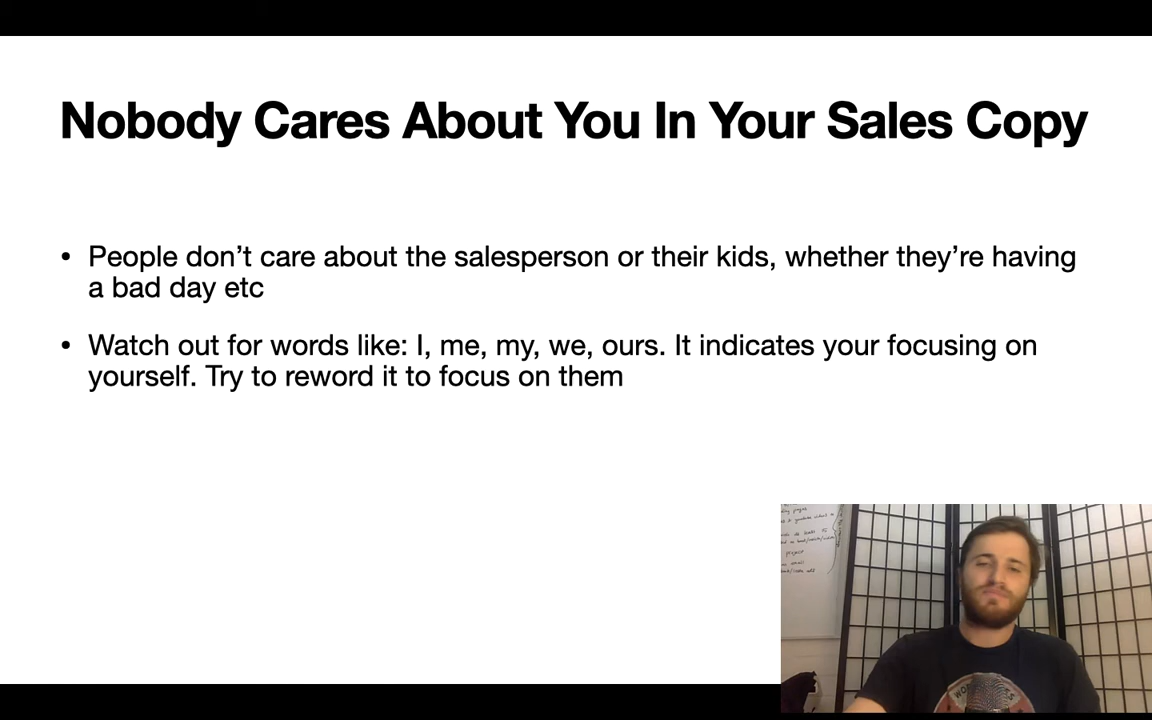 Nobody Cares About You In Your Sales Copy
• People don't care about the salesperson or their kids, whether they're having
a bad day etc
• Watch out for words like: I, me, my, we, ours. It indicates your focusing on
yourself. Try to reword it to focus on them
project